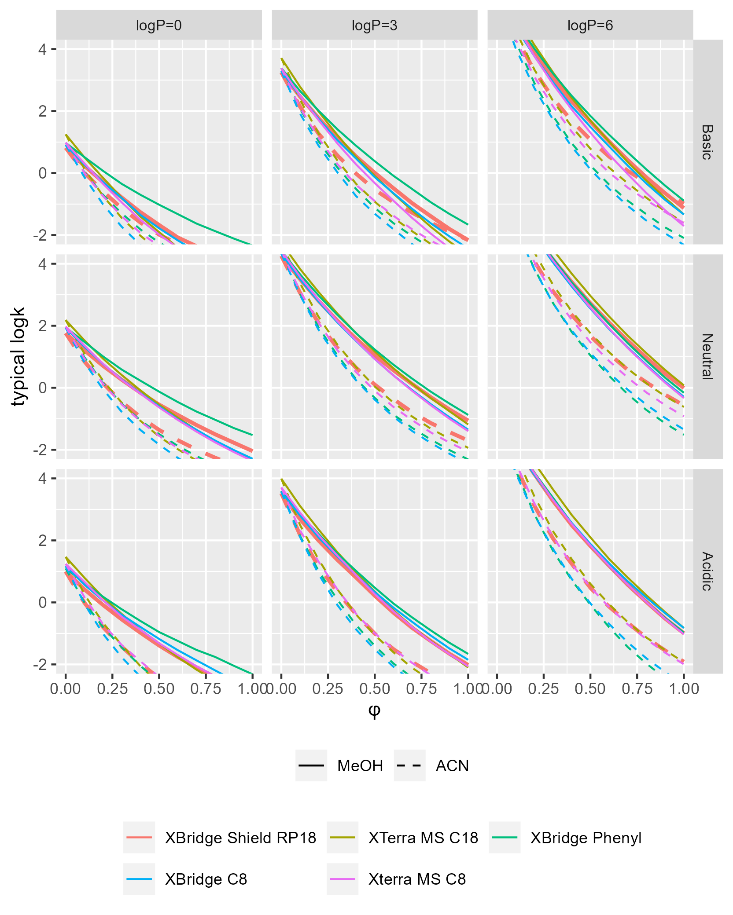 logP=0 logP=3 logP=6
4
2
0
-2
Basic
4
2
0
-2
Neutral
typical logk
4
2
0
-2
Acidic
0.00 0.25 0.50 0.75 1.00 0.00 0.25 0.50 0.75 1.00 0.00 0.25 0.50 0.75 1.00
φ
MeOH ACN
XBridge Shield RP18 XTerra MS C18 XBridge Phenyl
XBridge C8 Xterra MS C8